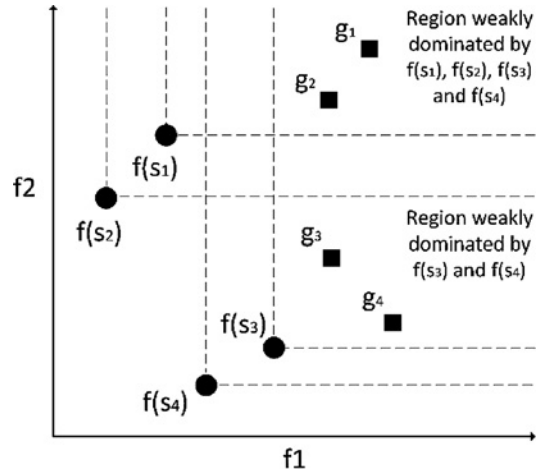 Region weakly
dominated by
f(s₁), f(s₂), f(s₃)
and f(s₄)
g₁
g₂
f(s₁)
f2
f(s₂)
Region weakly
dominated by
f(s₃) and f(s₄)
g₃
g₄
f(s₃)
f(s₄)
f1